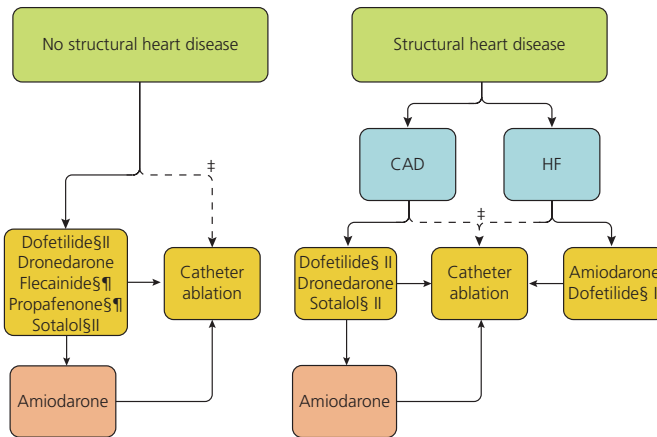 No structural heart disease
Structural heart disease
‡
CAD
HF
‡
Dofetilide§II
Dronedarone
Flecainide§¶
Propafenone§¶
Sotalol§II
Catheter
ablation
Dofetilide§ II
Dronedarone
Sotalol§ II
Catheter
ablation
Amiodarone
Dofetilide§ I
Amiodarone
Amiodarone